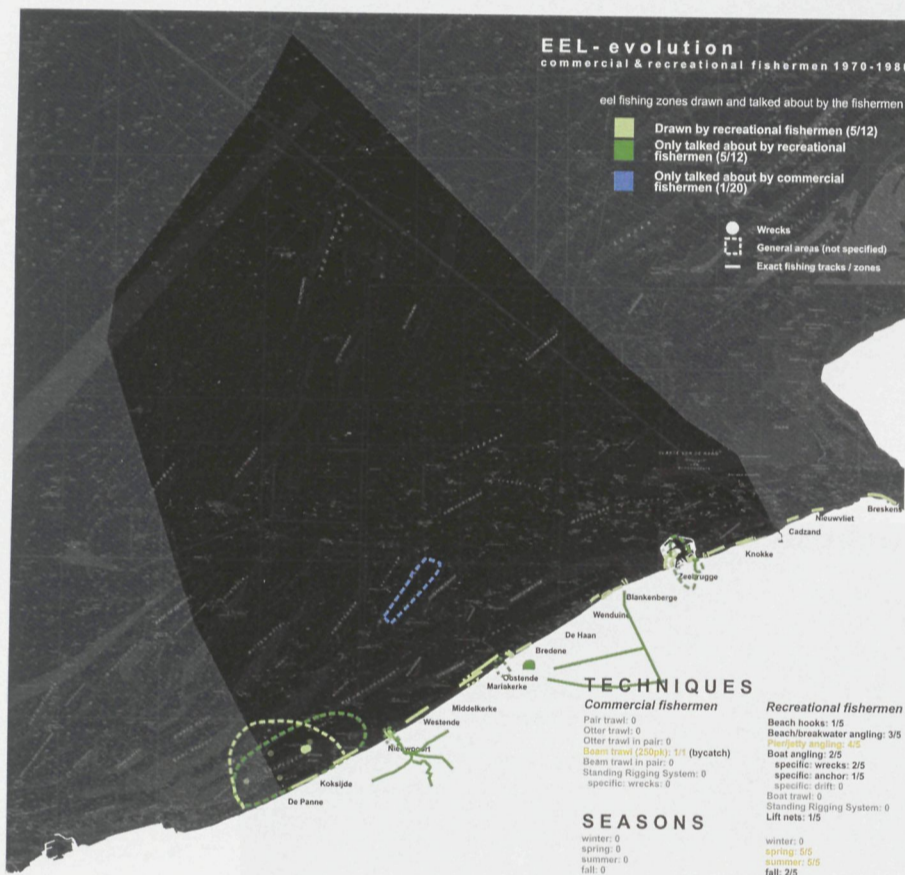 EEL-evolution
commercial & recreational fishermen 1970-1980
eel fishing zones drawn and talked about by the fishermen
Drawn by recreational fishermen (5/12)
Only talked about by recreational
fishermen (5/12)
Only talked about by commercial
fishermen (1/20)
Wrecks
General areas (not specified)
Exact fishing tracks / zones
Breskens
Nieuwvliet
Cadzand
Knokke
Zeebrugge
Blankenberge
Wenduine
De Haan
Bredene
Oostende
Mariakerke
Middelkerke
Westende
Nieuwpoort
Koksijde
De Panne
TECHNIQUES
Commercial fishermen
Pair trawl: 0
Otter trawl: 0
Otter trawl in pair: 0
Beam trawl (250pk): 1/1 (bycatch)
Beam trawl in pair: 0
Standing Rigging System: 0
specific: wrecks: 0
Recreational fishermen
Beach hooks: 1/5
Beach/breakwater angling: 3/5
Pier/jetty angling: 4/5
Boat angling: 2/5
specific: wrecks: 2/5
specific: anchor: 1/5
specific: drift: 0
Boat trawl: 0
Standing Rigging System: 0
Lift nets: 1/5
SEASONS
winter: 0
spring: 0
summer: 0
fall: 0
winter: 0
spring: 5/5
summer: 5/5
fall: 2/5